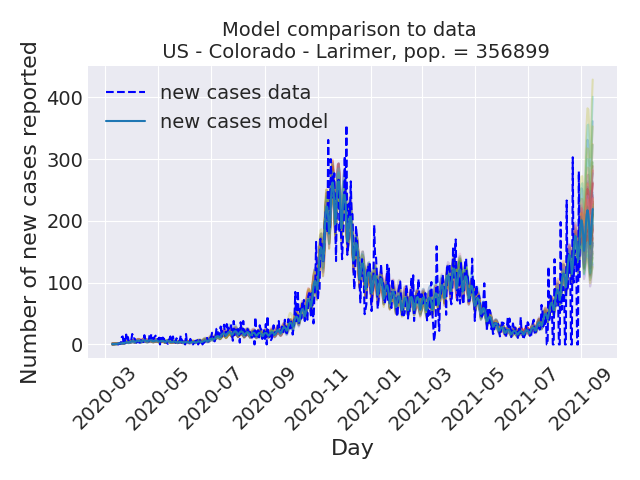 Model comparison to data
US - Colorado - Larimer, pop. = 356899
Number of new cases reported
400
300
200
100
0
new cases data
new cases model
2020-03
2020-05
2020-07
2020-09
2020-11
2021-01
2021-03
2021-05
2021-07
2021-09
Day